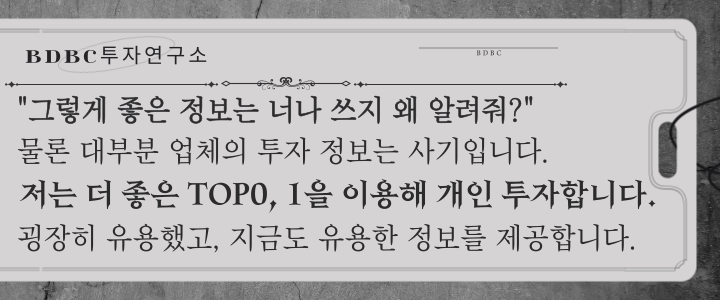 BDBC투자연구소
BDBC
"그렇게 좋은 정보는 너나 쓰지 왜 알려줘?"
물론 대부분 업체의 투자 정보는 사기입니다.
저는 더 좋은 TOP0, 1을 이용해 개인 투자합니다.
굉장히 유용했고, 지금도 유용한 정보를 제공합니다.